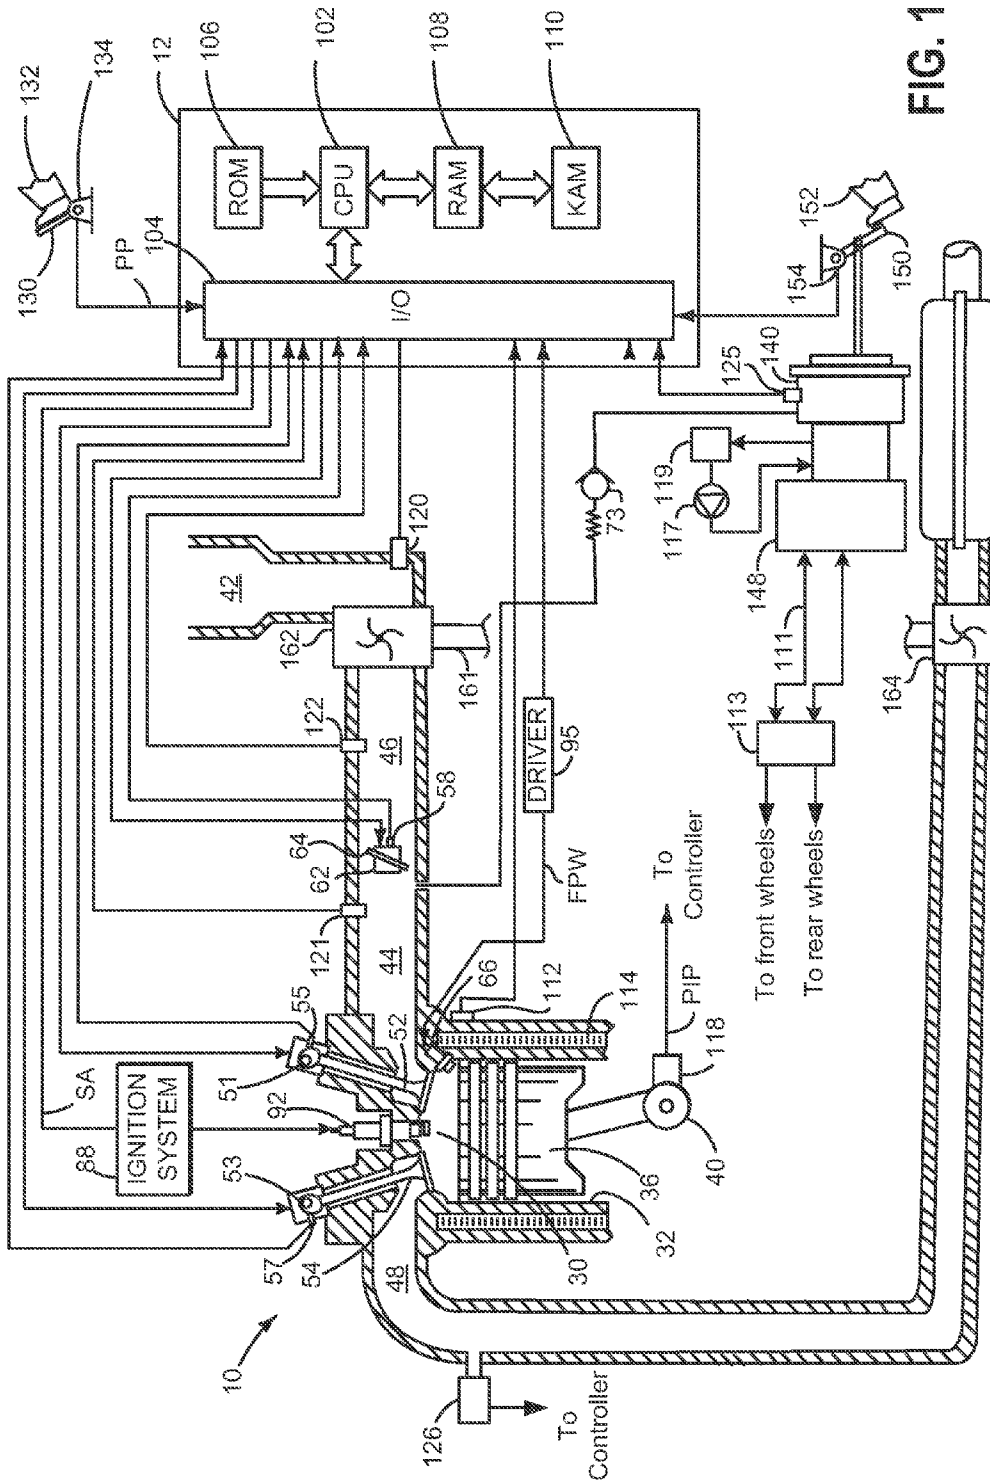 FIG. 1
132
134
130
PP
12
106
102
108
110
104
ROM
CPU
RAM
KAM
I/O
152
154
150
42
120
162
161
122
46
64
62
58
121
44
66
112
114
55
51
52
SA
88
IGNITION
SYSTEM
92
53
57
54
48
30
32
36
40
118
PIP
To
Controller
FPW
DRIVER
95
73
119
117
125
140
148
111
113
To front wheels
To rear wheels
164
10
126
To
Controller